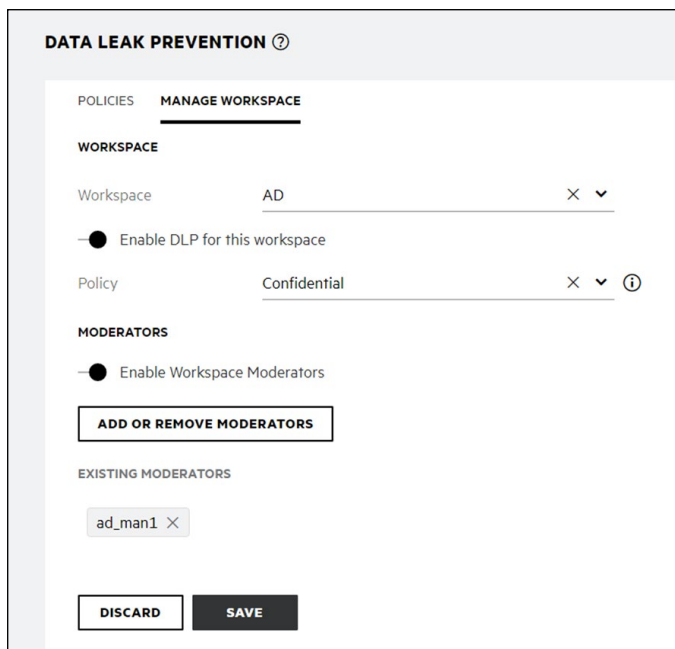 DATA LEAK PREVENTION ?
POLICIES MANAGE WORKSPACE
WORKSPACE
Workspace AD
Enable DLP for this workspace
Policy Confidential
MODERATORS
Enable Workspace Moderators
ADD OR REMOVE MODERATORS
EXISTING MODERATORS
ad_man1
DISCARD SAVE